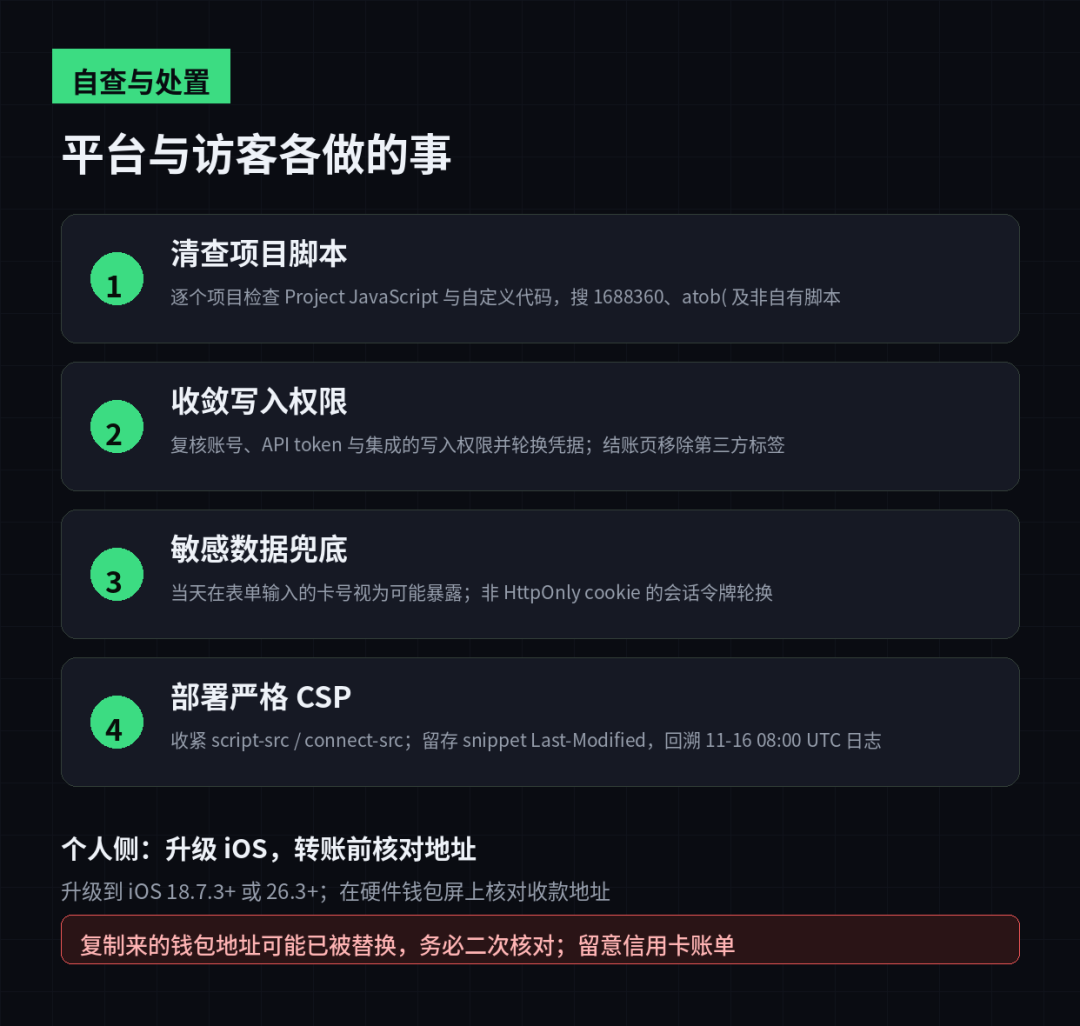 自查与处置
平台与访客各做的事
1
清查项目脚本
逐个项目检查 Project JavaScript 与自定义代码，搜 1688360、atob( 及非自有脚本
2
收敛写入权限
复核账号、API token 与集成的写入权限并轮换凭据；结账页移除第三方标签
3
敏感数据兜底
当天在表单输入的卡号视为可能暴露；非 HttpOnly cookie 的会话令牌轮换
4
部署严格 CSP
收紧 script-src / connect-src；留存 snippet Last-Modified，回溯 11-16 08:00 UTC 日志
个人侧：升级 iOS，转账前核对地址
升级到 iOS 18.7.3+ 或 26.3+；在硬件钱包屏上核对收款地址
复制来的钱包地址可能已被替换，务必二次核对；留意信用卡账单